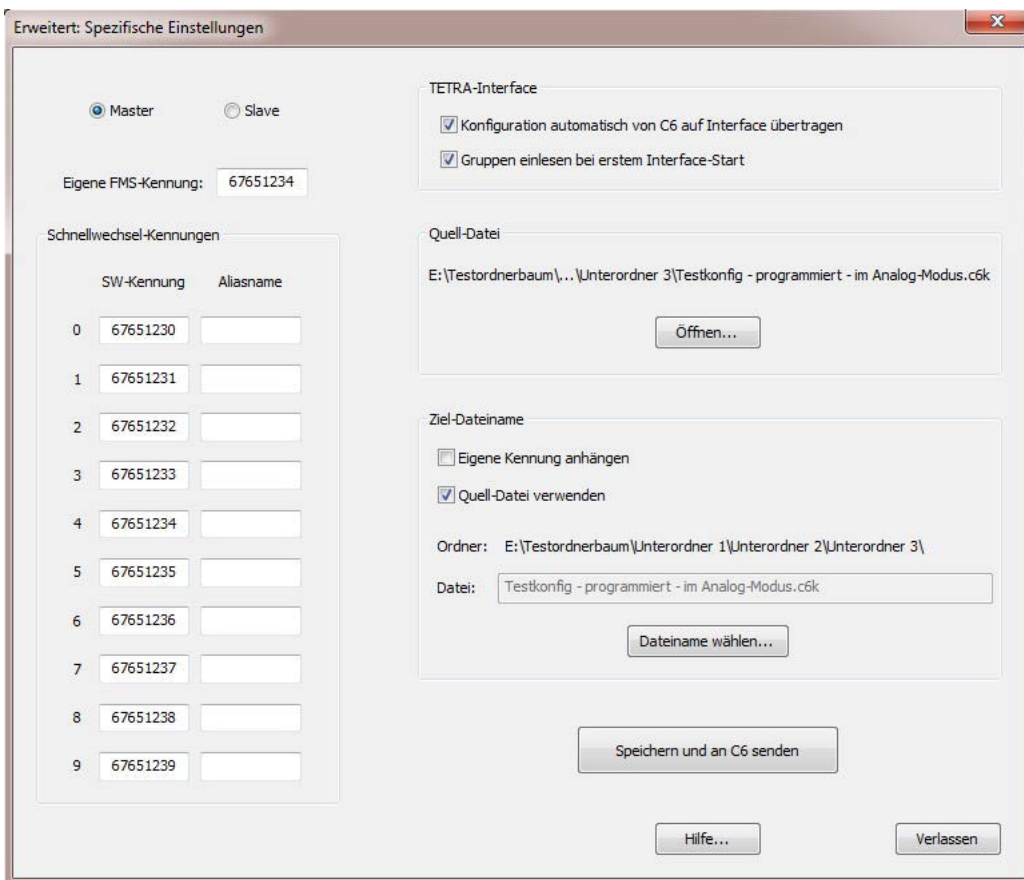 Erweitert: Spezifische Einstellungen
Master Slave
Eigene FMS-Kennung: 67651234
Schnellwechsel-Kennungen
SW-Kennung Aliasname
0 67651230
1 67651231
2 67651232
3 67651233
4 67651234
5 67651235
6 67651236
7 67651237
8 67651238
9 67651239
TETRA-Interface
Konfiguration automatisch von C6 auf Interface übertragen
Gruppen einlesen bei erstem Interface-Start
Quell-Datei
E:\Testordnerbaum\...\Unterordner 3\Testkonfig - programmiert - im Analog-Modus.c6k
Öffnen...
Ziel-Dateiname
Eigene Kennung anhängen
Quell-Datei verwenden
Ordner: E:\Testordnerbaum\Unterordner 1\Unterordner 2\Unterordner 3\
Datei: Testkonfig - programmiert - im Analog-Modus.c6k
Dateiname wählen...
Speichern und an C6 senden
Hilfe... Verlassen